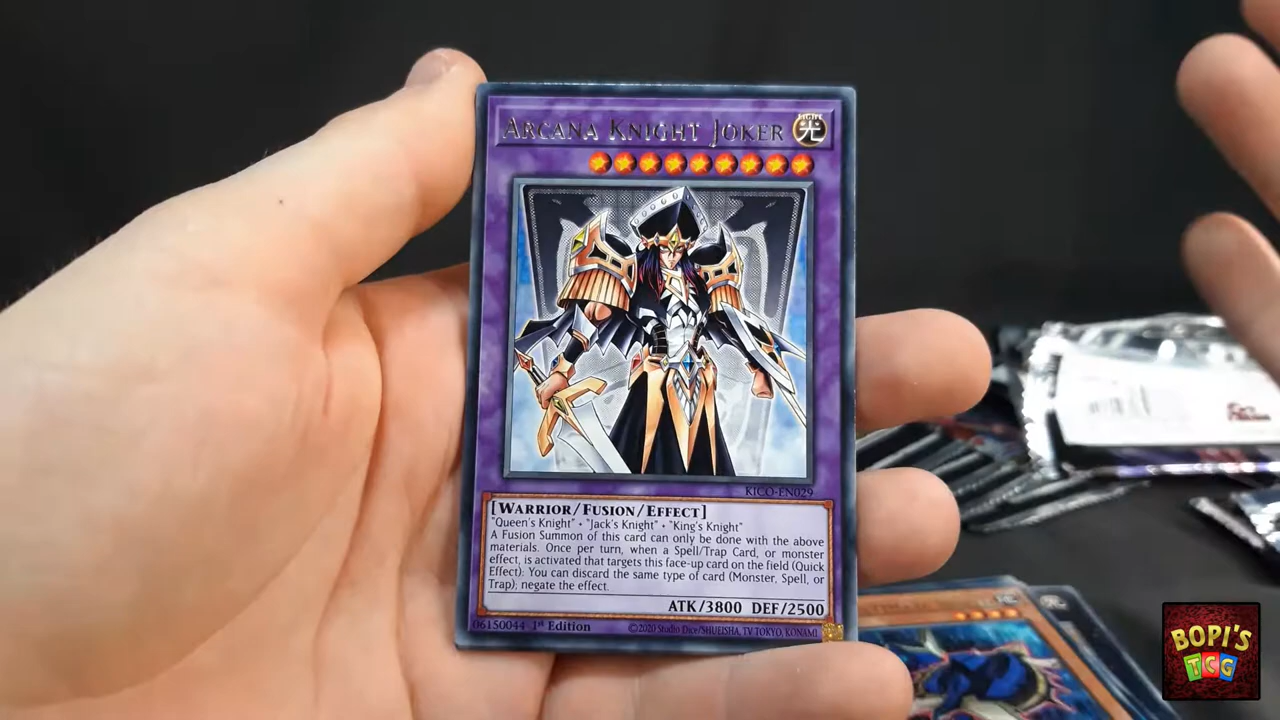 ARCANA KNIGHT JOKER
LIGHT
光
KICO-EN029
[WARRIOR/FUSION/EFFECT]
"Queen's Knight" + "Jack's Knight" + "King's Knight"
A Fusion Summon of this card can only be done with the above
materials. Once per turn, when a Spell/Trap Card, or monster
effect, is activated that targets this face-up card on the field (Quick
Effect): You can discard the same type of card (Monster, Spell, or
Trap); negate the effect.
ATK/3800 DEF/2500
06150044 1st Edition
©2020 Studio Dice/SHUEISHA, TV TOKYO, KONAMI
BOPI'S
TCG